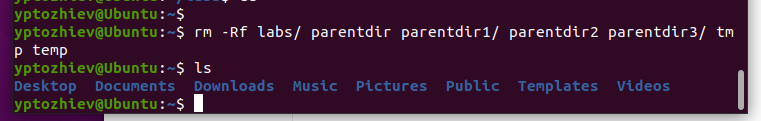 yptozhiev@Ubuntu:~$
yptozhiev@Ubuntu:~$ rm -Rf labs/ parentdir parentdir1/ parentdir2 parentdir3/ tm
p temp
yptozhiev@Ubuntu:~$ ls
Desktop  Documents  Downloads  Music  Pictures  Public  Templates  Videos
yptozhiev@Ubuntu:~$